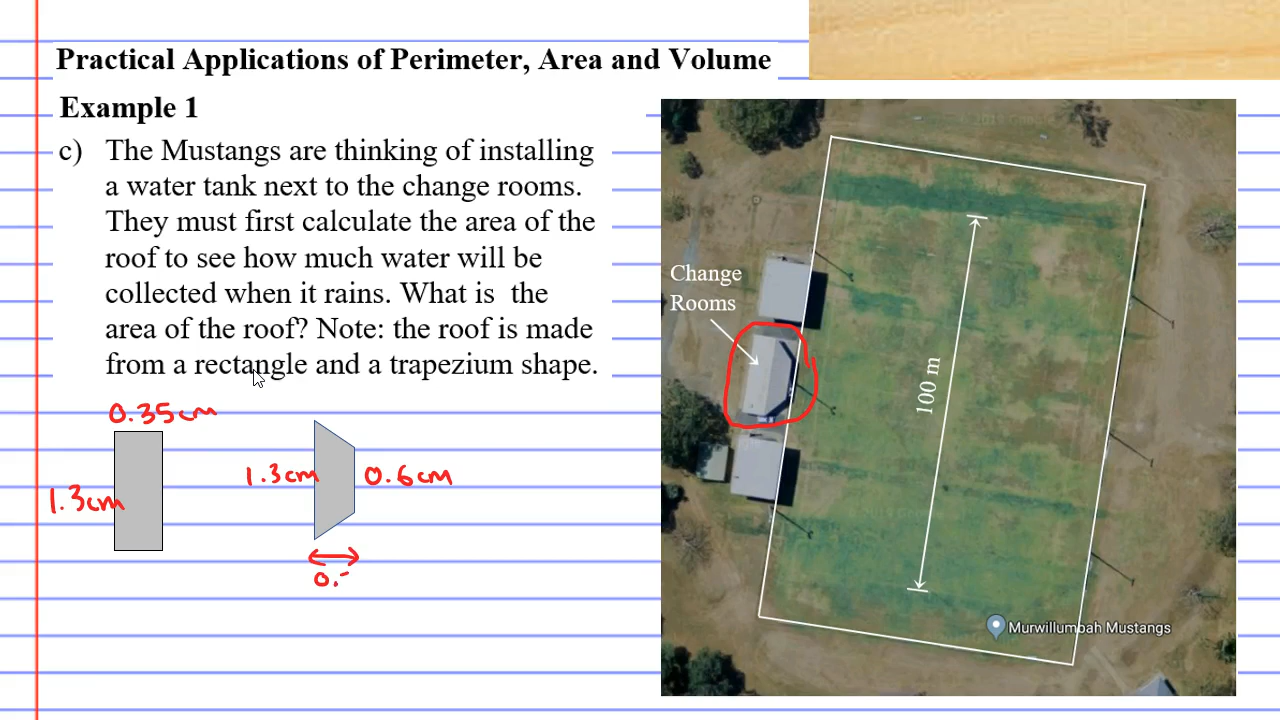 Practical Applications of Perimeter, Area and Volume
Example 1
c) The Mustangs are thinking of installing
a water tank next to the change rooms.
They must first calculate the area of the
roof to see how much water will be
collected when it rains. What is the
area of the roof? Note: the roof is made
from a rectangle and a trapezium shape.
0.35cm
1.3cm
1.3cm
0.6cm
0.
Change
Rooms
100 m
Murwillumbah Mustangs